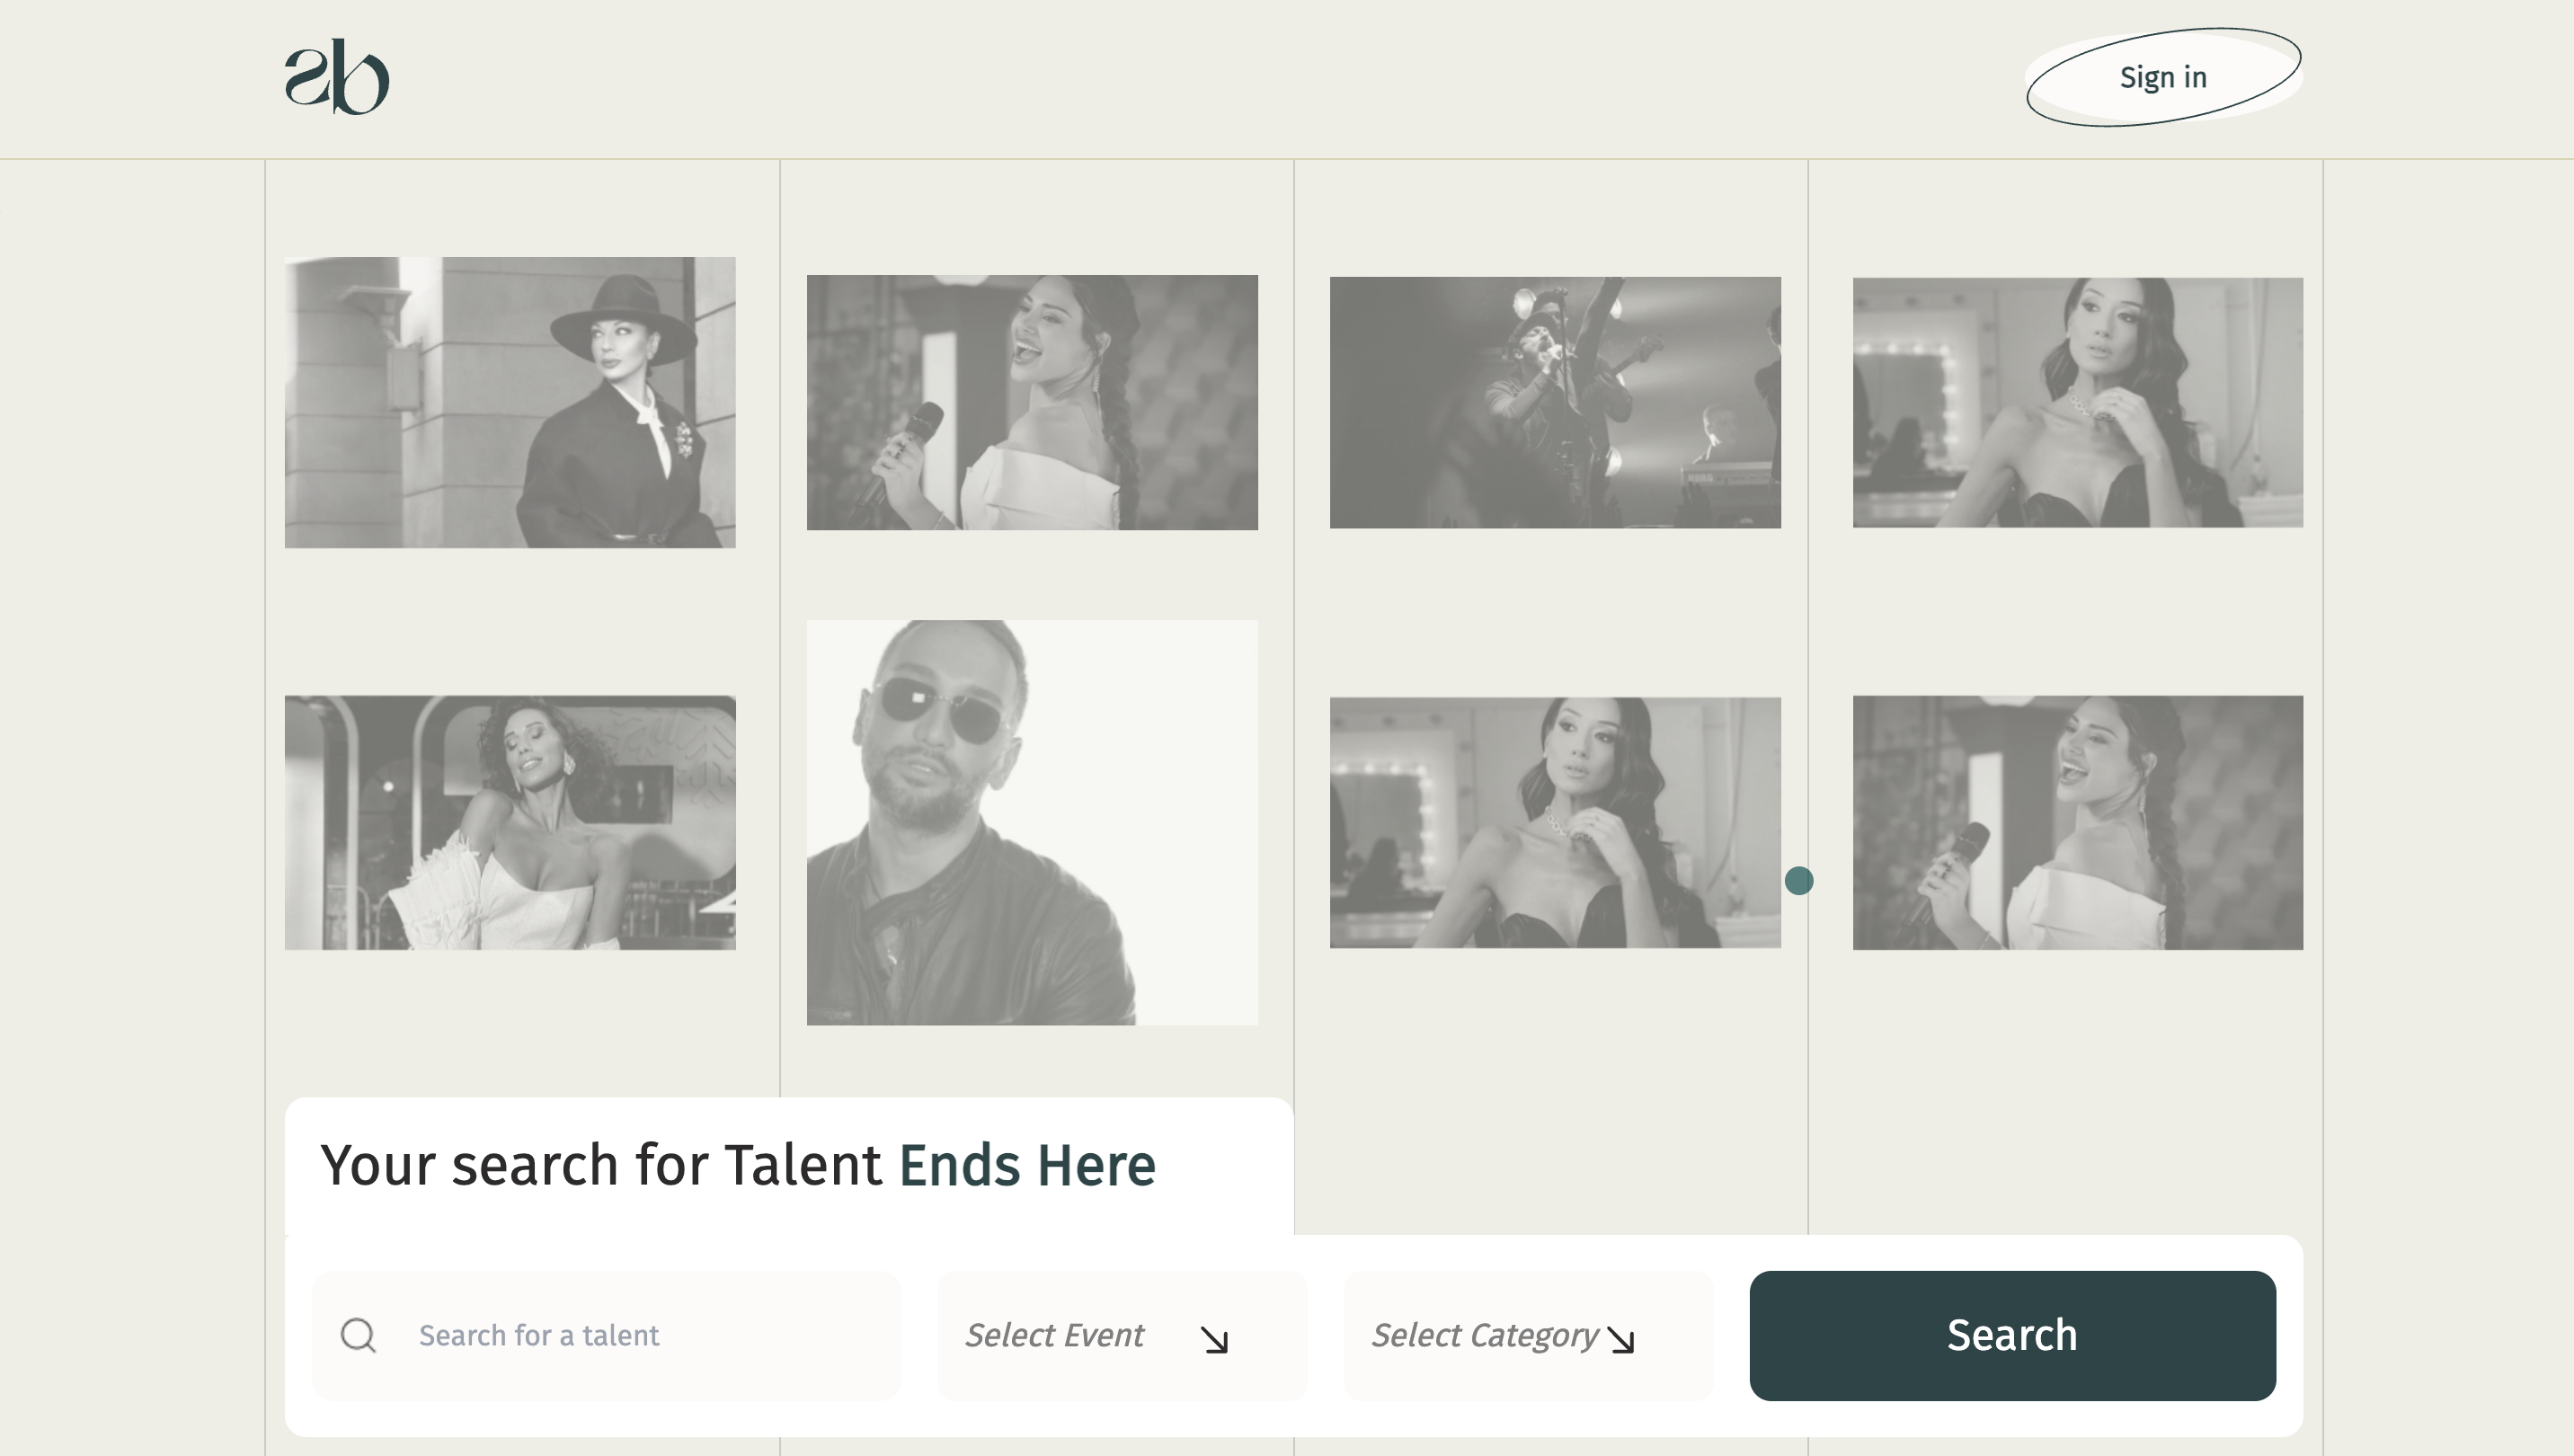 ab
Sign in
Your search for Talent Ends Here
Search for a talent
Select Event
Select Category
Search